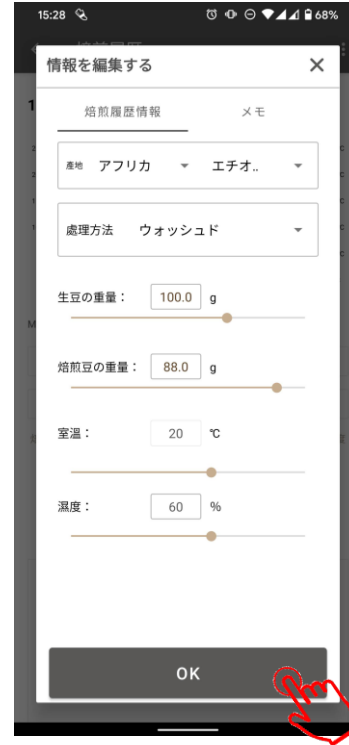 15:28 68%
情報を編集する
焙煎履歴情報 メモ
産地 アフリカ エチオ..
処理方法 ウォッシュド
生豆の重量： 100.0 g
焙煎豆の重量： 88.0 g
室温： 20 ℃
湿度： 60 %
OK